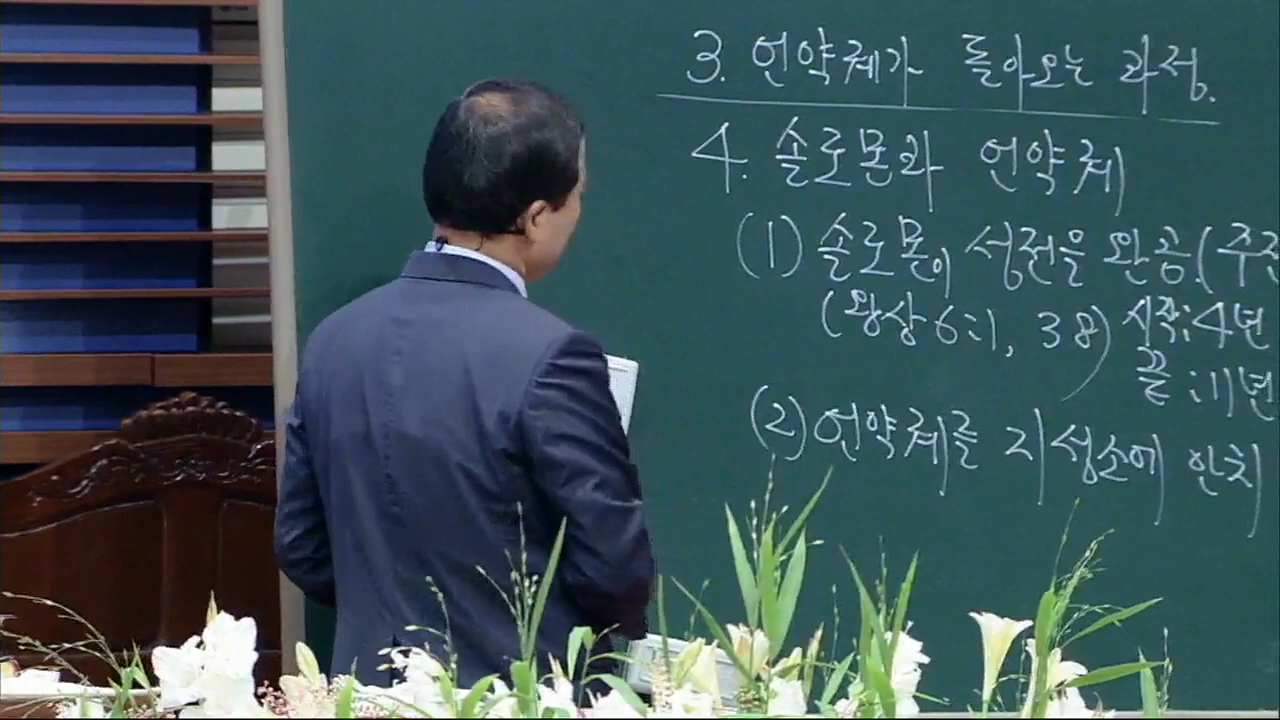 3. 언약궤가 돌아오는 과정.
4. 솔로몬과 언약궤
(1) 솔로몬이 성전을 완공.(주전
(왕상6:1, 38) 시작:4년
끝:11년
(2) 언약궤를 지성소에 안치